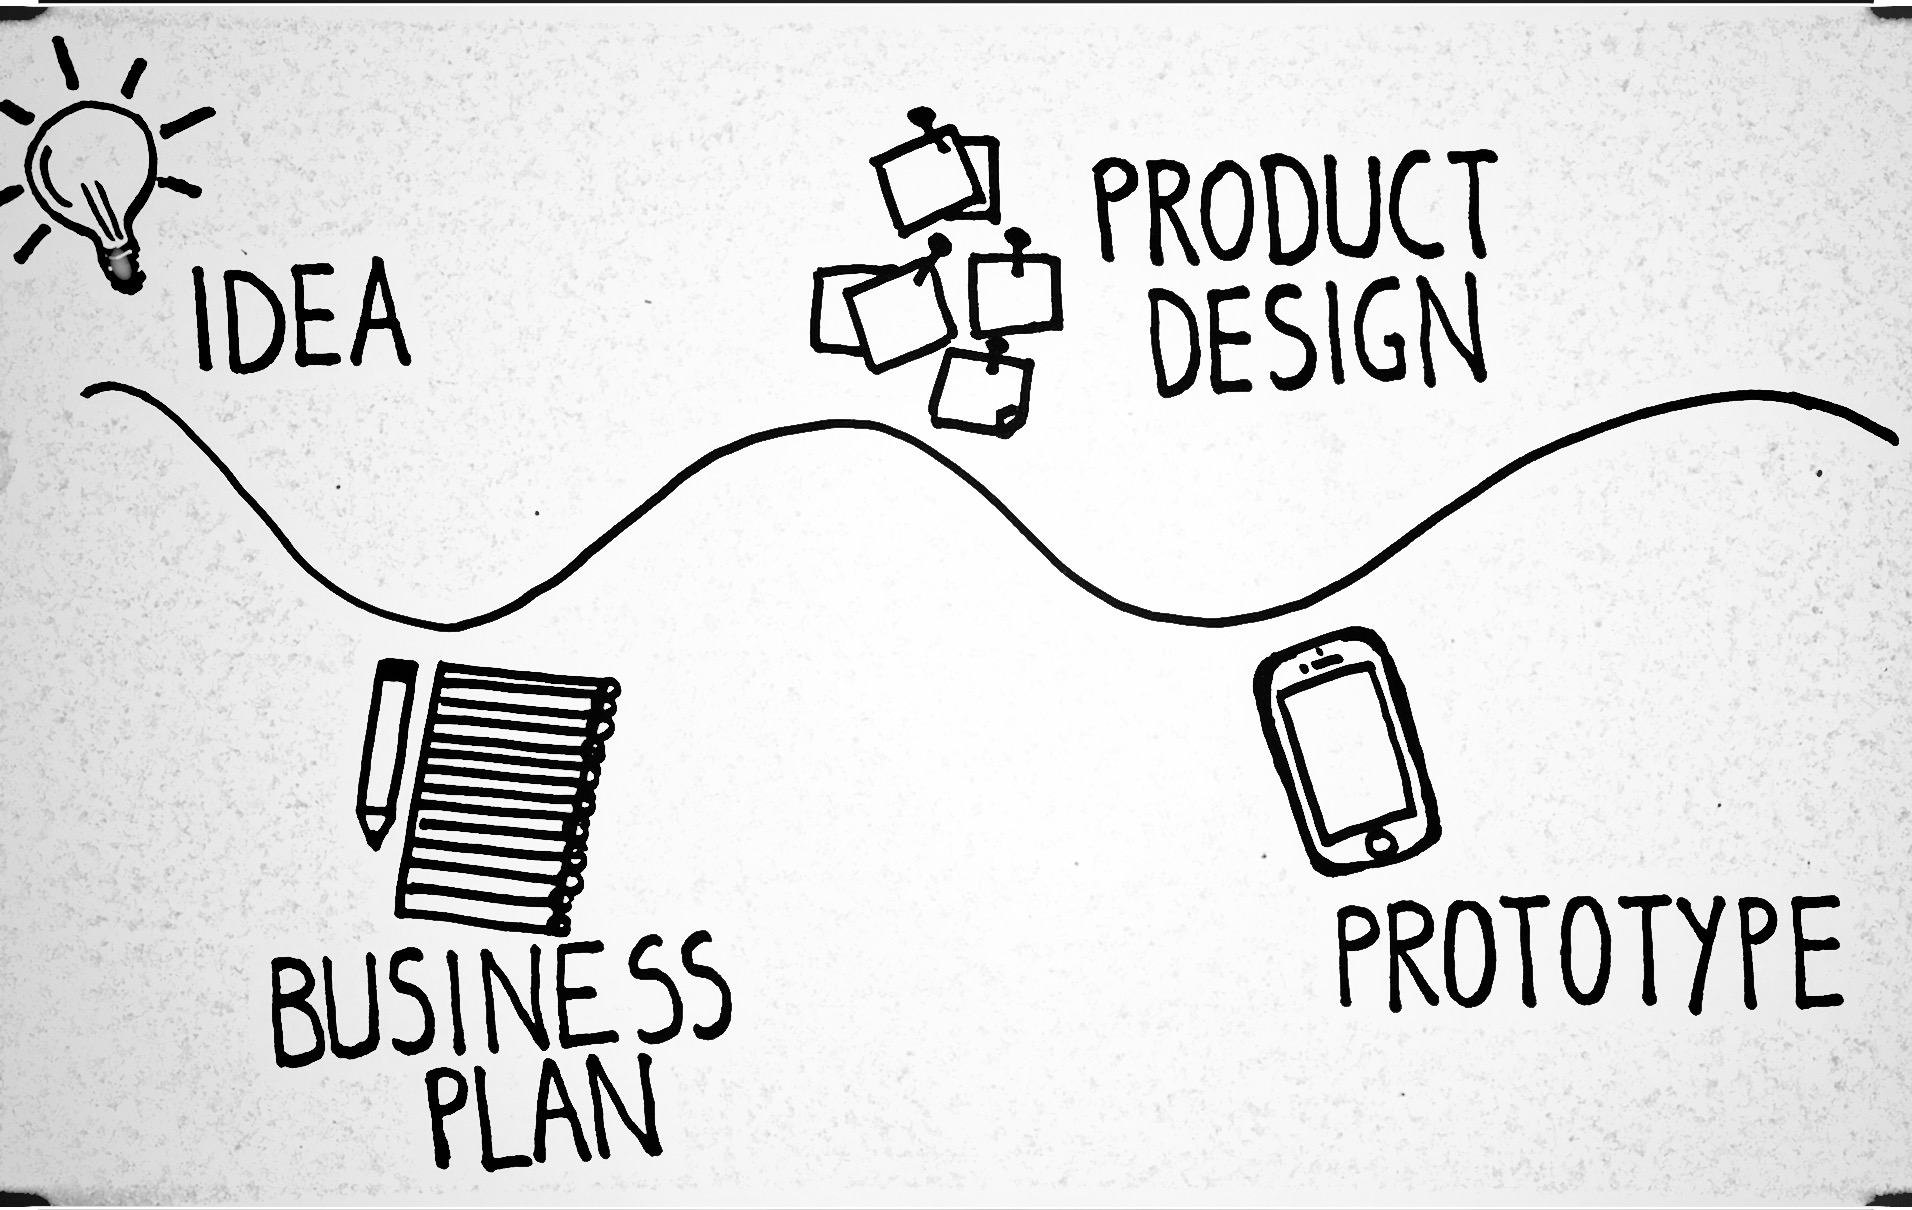 IDEA
PRODUCT
DESIGN
BUSINESS
PLAN
PROTOTYPE